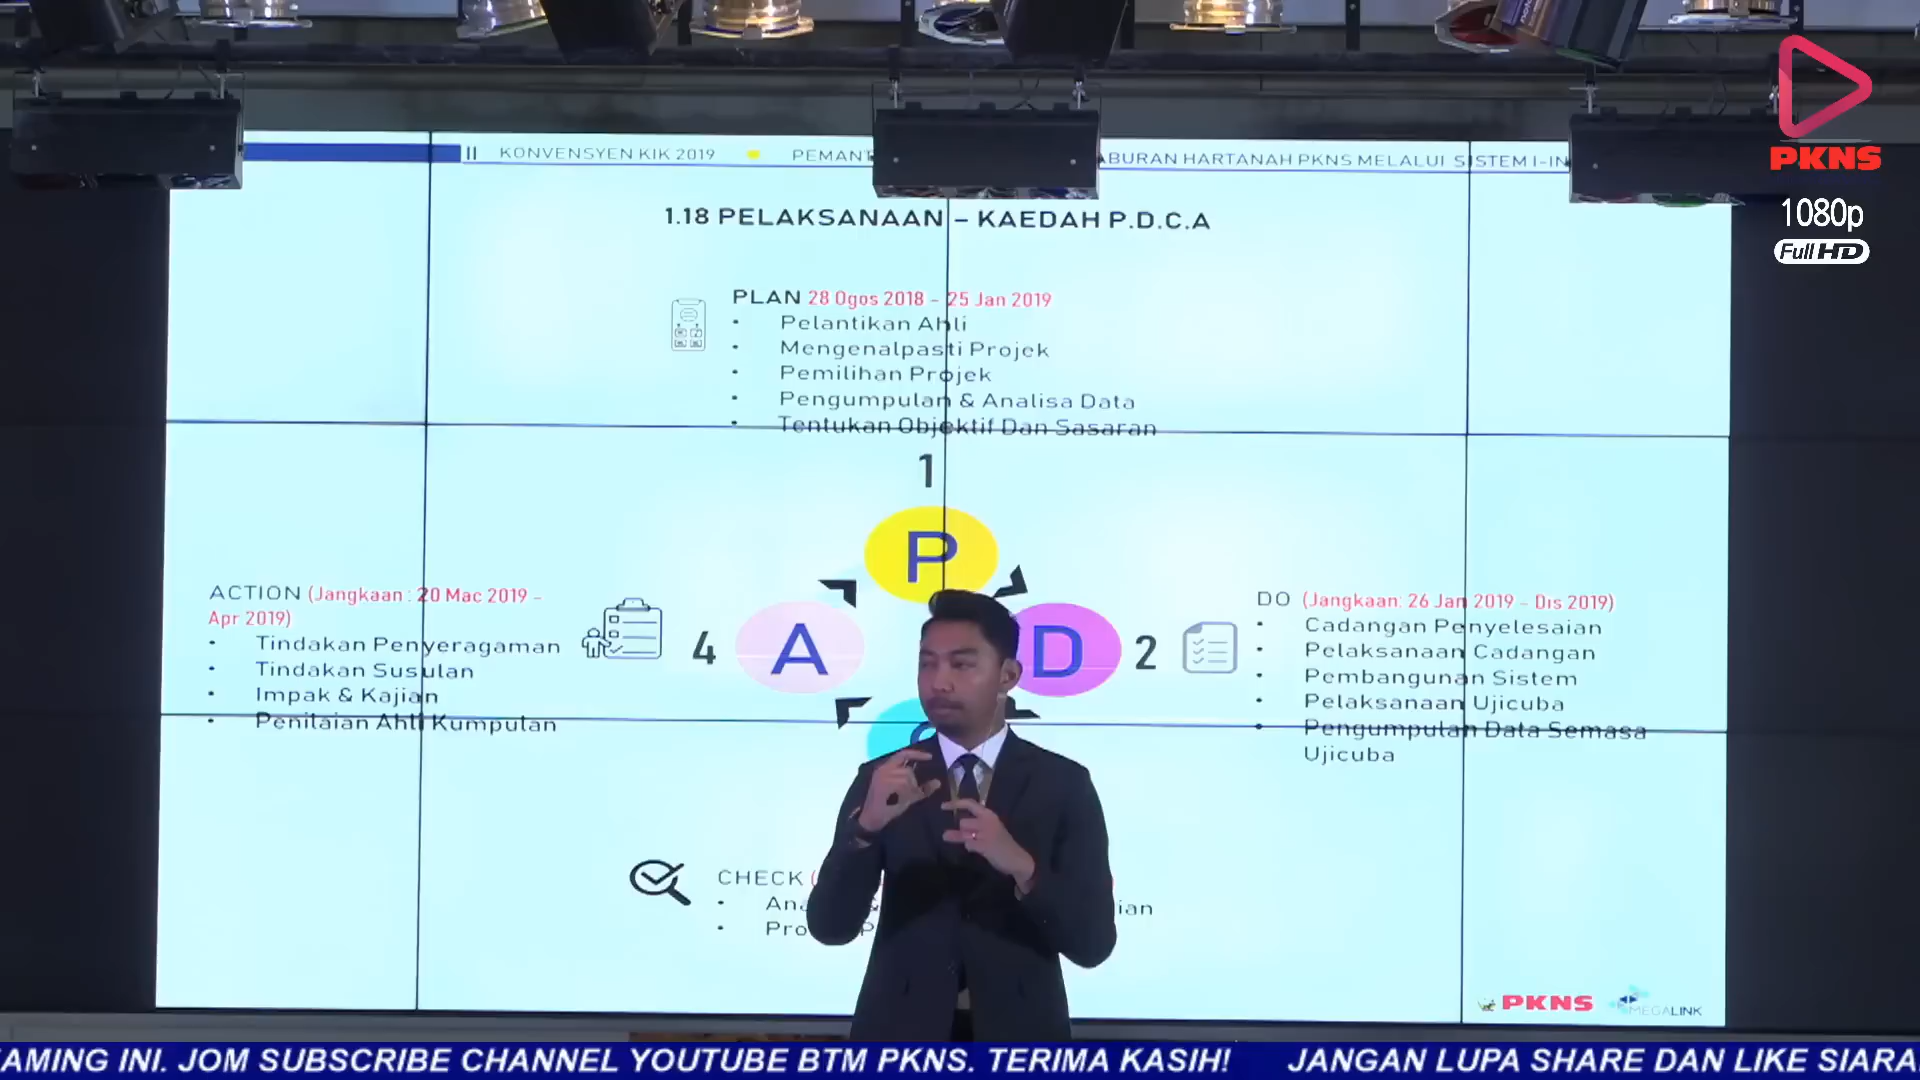 PKNS
1080p
Full HD
II KONVENSYEN KIK 2019 ABURAN HARTANAH PKNS MELALUI SISTEM I-IN
1.18 PELAKSANAAN – KAEDAH P.D.C.A
PLAN 28 Ogos 2018 – 25 Jan 2019
• Pelantikan Ahli
• Mengenalpasti Projek
• Pemilihan Projek
• Pengumpulan & Analisa Data
• Tentukan Objektif Dan Sasaran
1
P
ACTION (Jangkaan : 20 Mac 2019 – Apr 2019)
• Tindakan Penyeragaman
• Tindakan Susulan
• Impak & Kajian
• Penilaian Ahli Kumpulan
4
A
D
2
DO (Jangkaan: 26 Jan 2019 – Dis 2019)
• Cadangan Penyelesaian
• Pelaksanaan Cadangan
• Pembangunan Sistem
• Pelaksanaan Ujicuba
• Pengumpulan Data Semasa
Ujicuba
CHECK
PKNS
MEGALINK
AMING INI. JOM SUBSCRIBE CHANNEL YOUTUBE BTM PKNS. TERIMA KASIH! JANGAN LUPA SHARE DAN LIKE SIARA